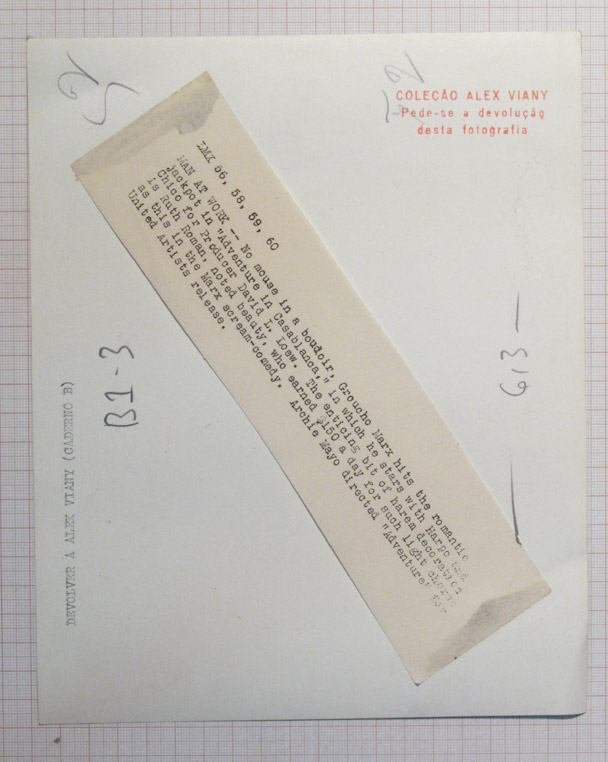 COLEÇÃO ALEX VIANY
Pede-se a devolução
desta fotografia
LMX 56, 58, 59, 60
MAN AT WORK -- No mouse in a boudoir, Groucho Marx hits the romantic
Jackpot in "Adventure in Casablanca," in which he stars with Harpo and
Chico for Producer David L. Loew. The enticing bit of harem decoration
is Ruth Roman, noted beauty, who earned $150 a day for such light chores
as this in the Marx scream-comedy. Archie Mayo directed "Adventure" for
United Artists release.
B1-3
DEVOLVER A ALEX VIANY (CADERNO B)
613